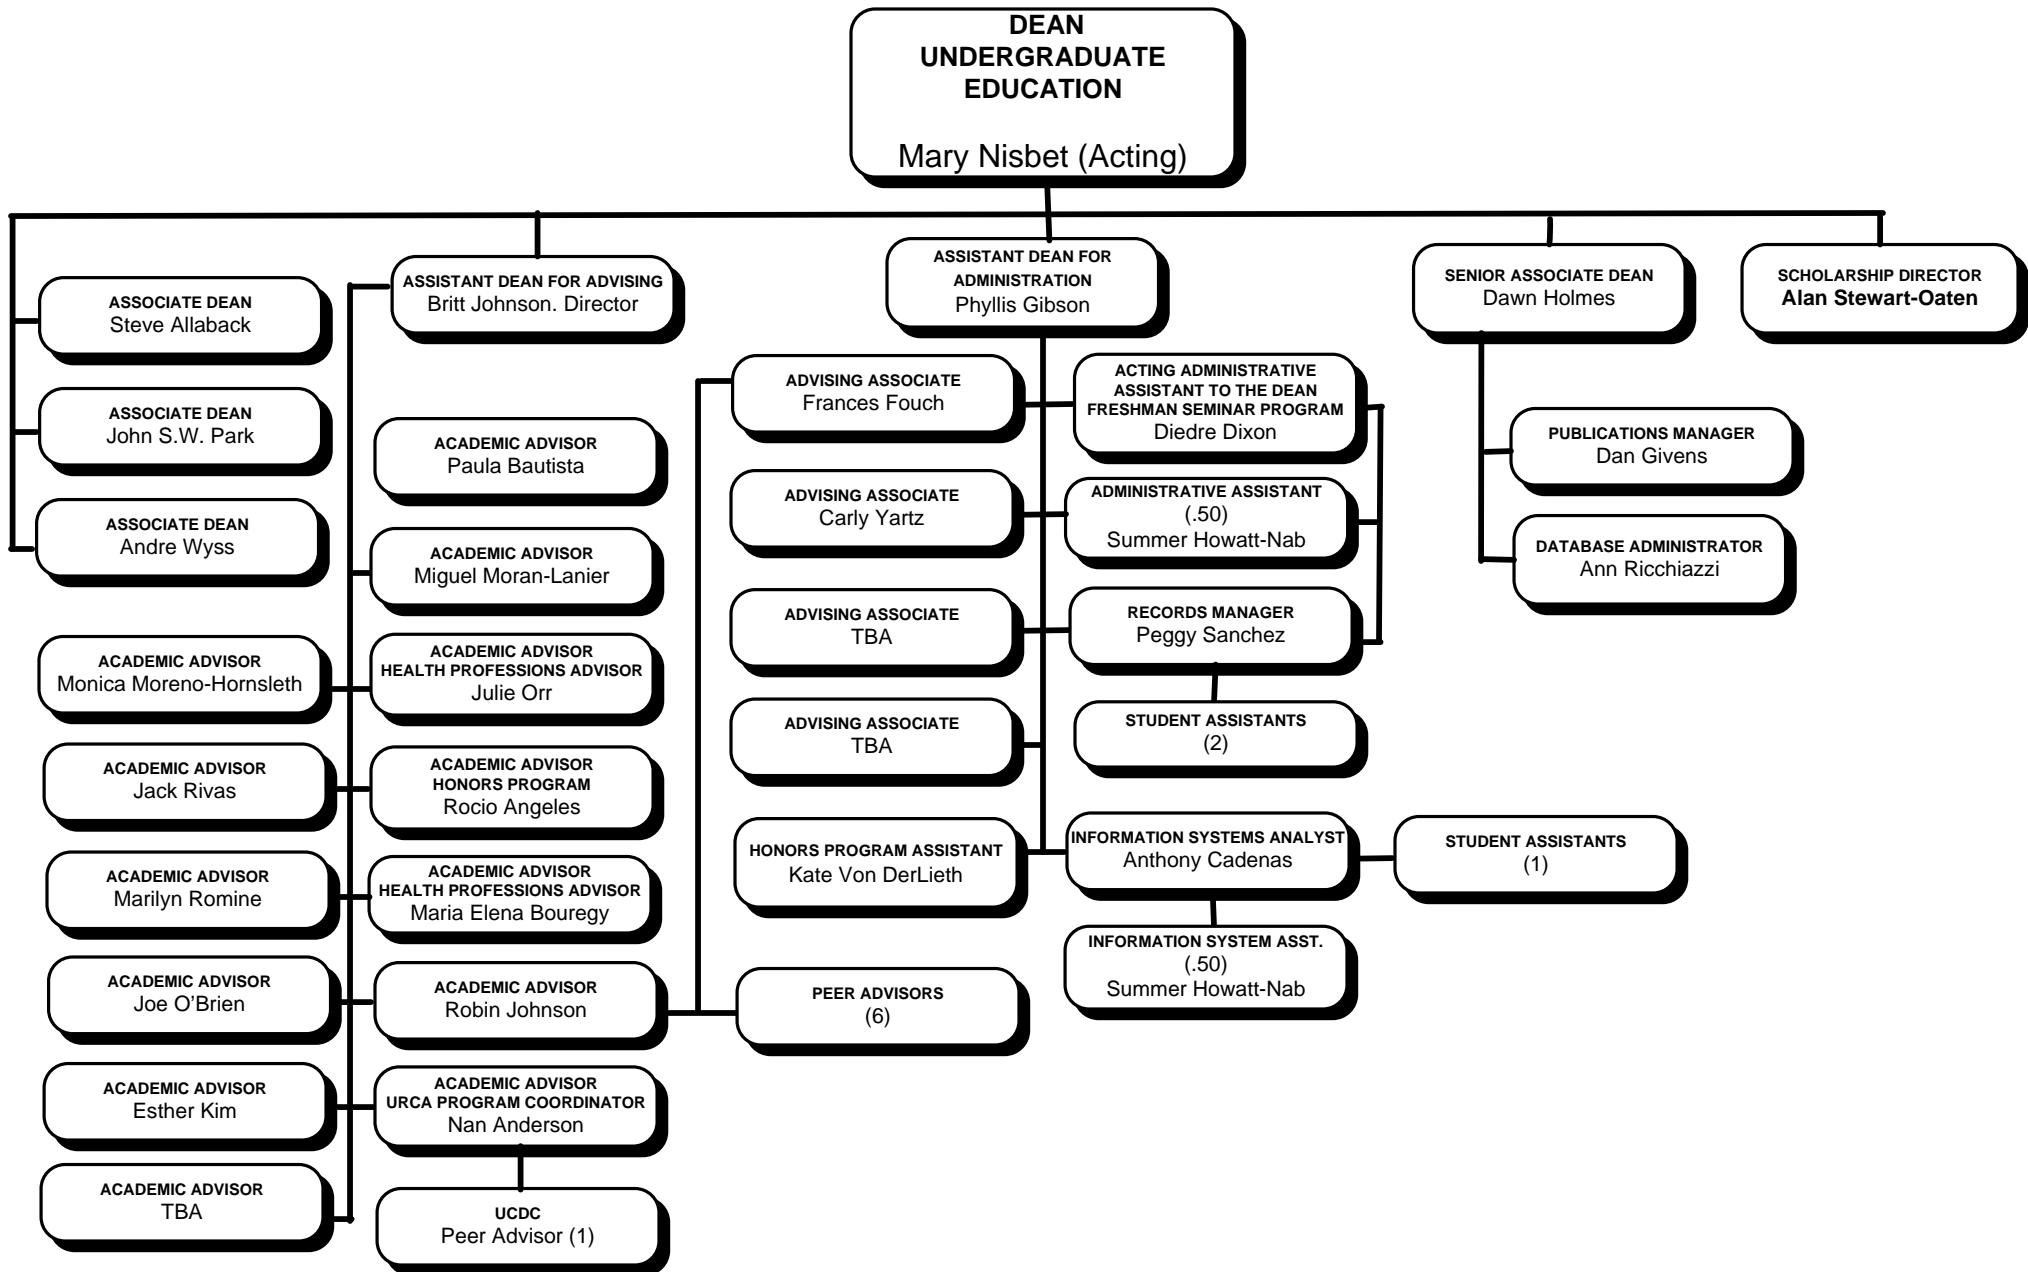 DEAN
UNDERGRADUATE
EDUCATION
Mary Nisbet (Acting)
ASSOCIATE DEAN
Steve Allaback
ASSOCIATE DEAN
John S.W. Park
ASSOCIATE DEAN
Andre Wyss
ASSISTANT DEAN FOR ADVISING
Britt Johnson. Director
ACADEMIC ADVISOR
Paula Bautista
ACADEMIC ADVISOR
Miguel Moran-Lanier
ACADEMIC ADVISOR
Monica Moreno-Hornsleth
ACADEMIC ADVISOR
HEALTH PROFESSIONS ADVISOR
Julie Orr
ACADEMIC ADVISOR
Jack Rivas
ACADEMIC ADVISOR
HONORS PROGRAM
Rocio Angeles
ACADEMIC ADVISOR
Marilyn Romine
ACADEMIC ADVISOR
HEALTH PROFESSIONS ADVISOR
Maria Elena Bouregy
ACADEMIC ADVISOR
Joe O’Brien
ACADEMIC ADVISOR
Robin Johnson
ACADEMIC ADVISOR
Esther Kim
ACADEMIC ADVISOR
URCA PROGRAM COORDINATOR
Nan Anderson
ACADEMIC ADVISOR
TBA
UCDC
Peer Advisor (1)
ASSISTANT DEAN FOR
ADMINISTRATION
Phyllis Gibson
ADVISING ASSOCIATE
Frances Fouch
ACTING ADMINISTRATIVE
ASSISTANT TO THE DEAN
FRESHMAN SEMINAR PROGRAM
Diedre Dixon
ADVISING ASSOCIATE
Carly Yartz
ADMINISTRATIVE ASSISTANT
(.50)
Summer Howatt-Nab
ADVISING ASSOCIATE
TBA
RECORDS MANAGER
Peggy Sanchez
ADVISING ASSOCIATE
TBA
STUDENT ASSISTANTS
(2)
HONORS PROGRAM ASSISTANT
Kate Von DerLieth
INFORMATION SYSTEMS ANALYST
Anthony Cadenas
STUDENT ASSISTANTS
(1)
PEER ADVISORS
(6)
INFORMATION SYSTEM ASST.
(.50)
Summer Howatt-Nab
SENIOR ASSOCIATE DEAN
Dawn Holmes
PUBLICATIONS MANAGER
Dan Givens
DATABASE ADMINISTRATOR
Ann Ricchiazzi
SCHOLARSHIP DIRECTOR
Alan Stewart-Oaten